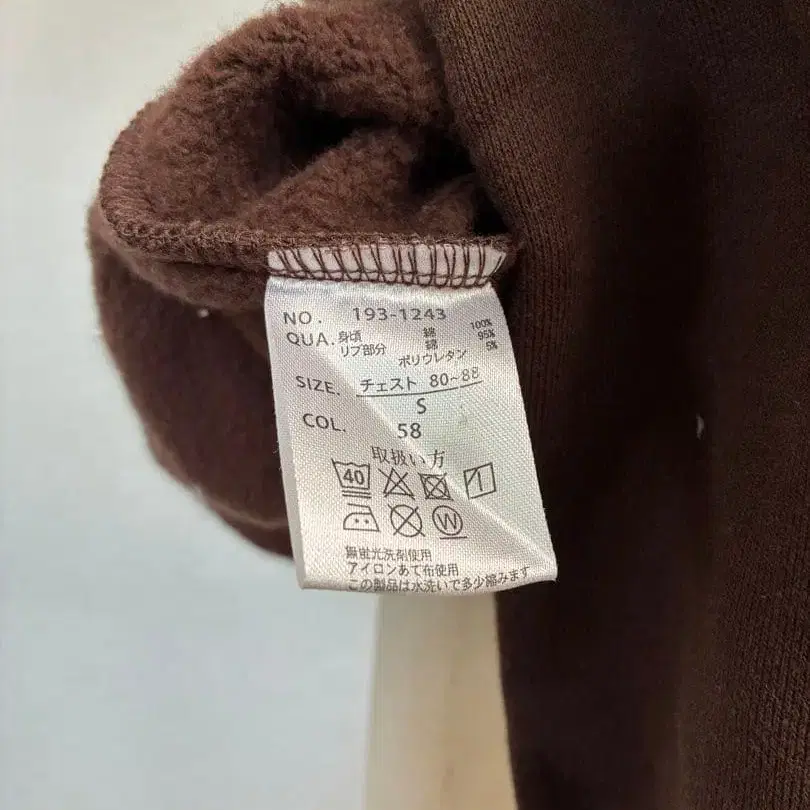 NO. 193-1243
QUA. 身頃 綿 100%
リブ部分 綿 95%
ポリウレタン 5%
SIZE. チェスト 80~88
S
COL. 58
取扱い方
40
W
無蛍光洗剤使用
アイロンあて布使用
この製品は水洗いで多少縮みます